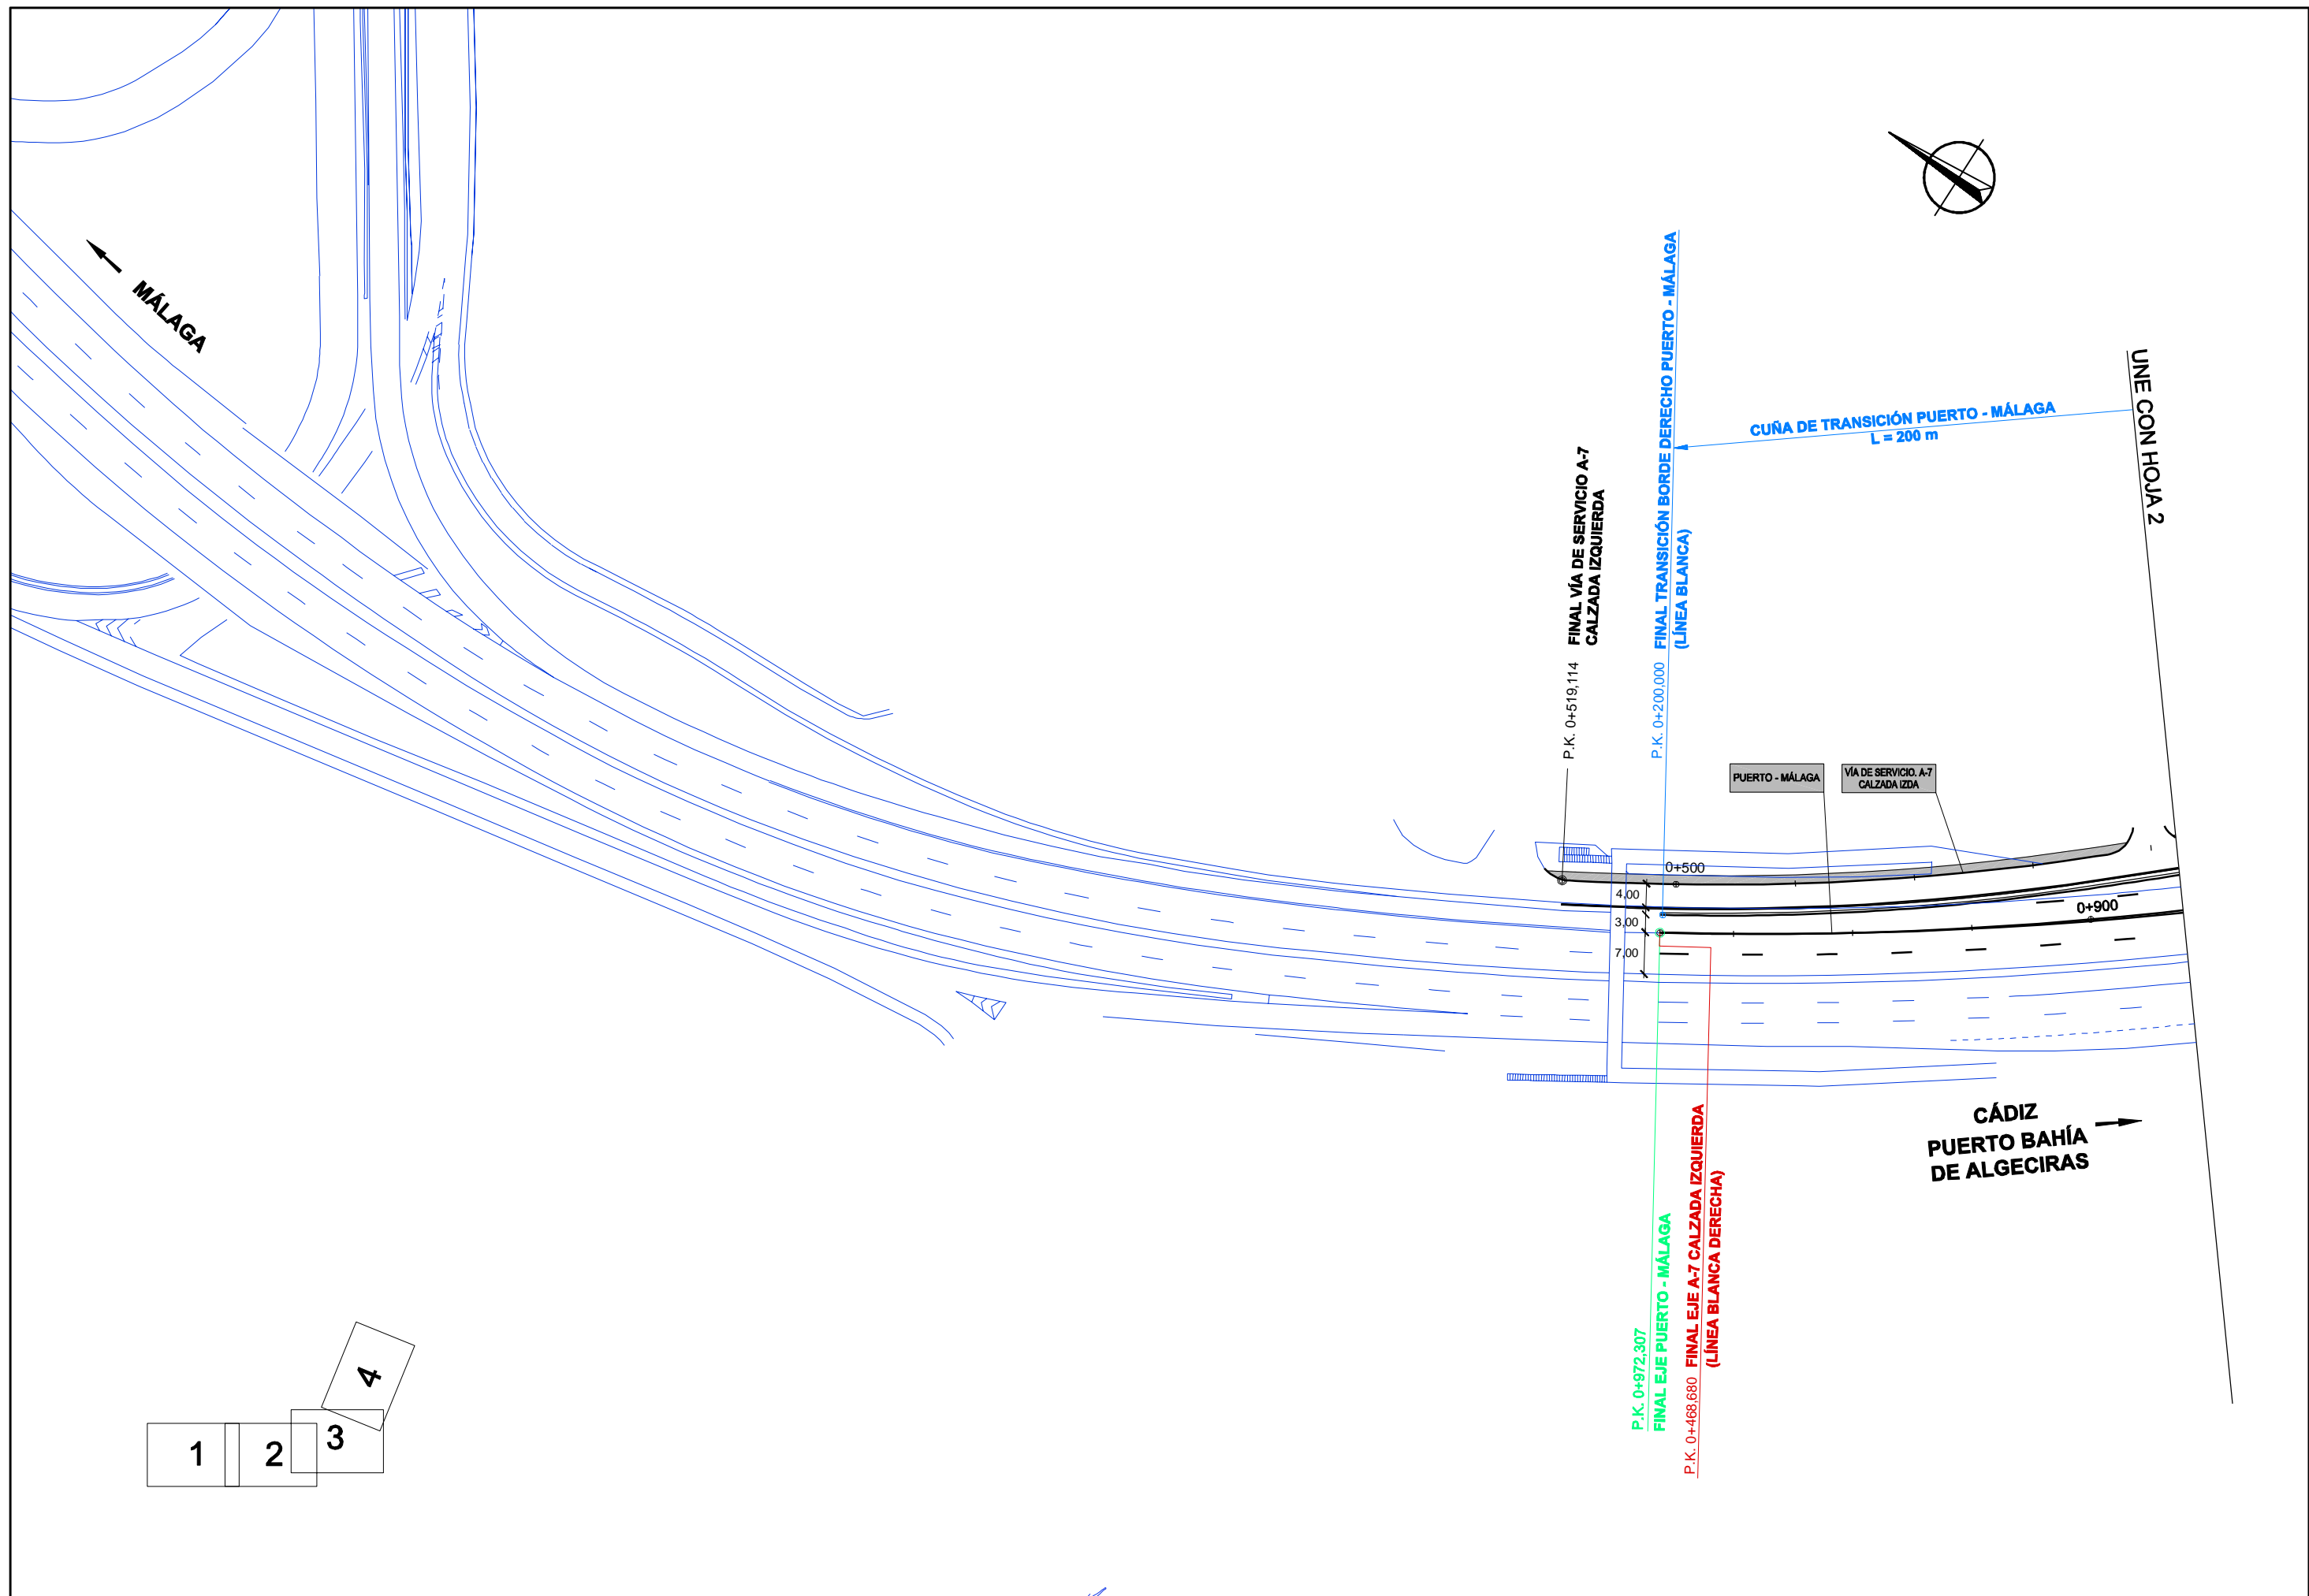 MÁLAGA
P.K. 0+519,114 FINAL VÍA DE SERVICIO A-7
CALZADA IZQUIERDA
P.K. 0+200,000 FINAL TRANSICIÓN BORDE DERECHO PUERTO - MÁLAGA
(LÍNEA BLANCA)
CUÑA DE TRANSICIÓN PUERTO - MÁLAGA
L = 200 m
UNE CON HOJA 2
PUERTO - MÁLAGA
VÍA DE SERVICIO. A-7
CALZADA IZDA
0+500
4,00
3,00
7,00
0+900
CÁDIZ
PUERTO BAHÍA
DE ALGECIRAS
P.K. 0+972,307
FINAL EJE PUERTO - MÁLAGA
P.K. 0+468,680 FINAL EJE A-7 CALZADA IZQUIERDA
(LÍNEA BLANCA DERECHA)
4
3
1
2